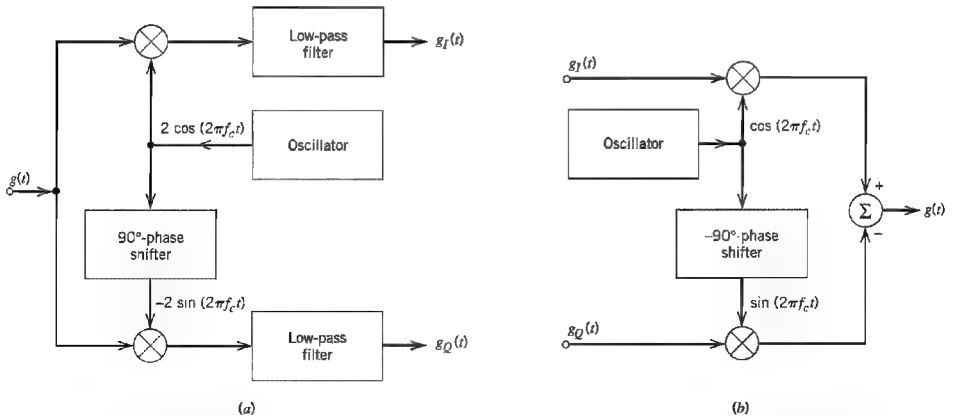 Low-pass
filter
g_I(t)
2 cos (2πf_ct)
Oscillator
g(t)
90°-phase
shifter
-2 sin (2πf_ct)
Low-pass
filter
g_Q(t)
(a)
g_I(t)
Oscillator
cos (2πf_ct)
+
Σ
g(t)
−
−90°-phase
shifter
sin (2πf_ct)
g_Q(t)
(b)